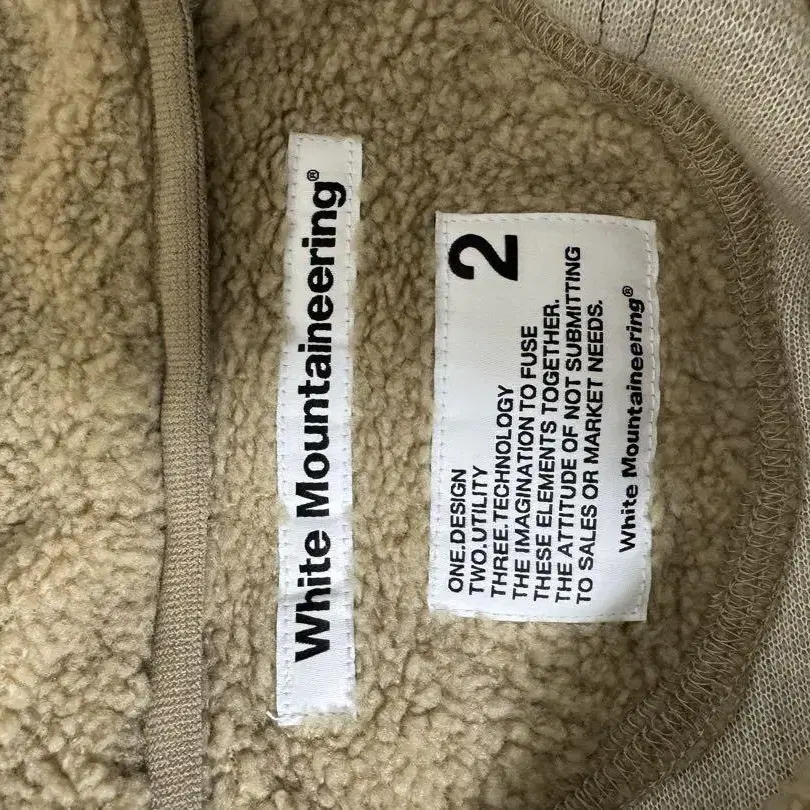 White Mountaineering®
2
ONE.DESIGN
TWO.UTILITY
THREE.TECHNOLOGY
THE IMAGINATION TO FUSE
THESE ELEMENTS TOGETHER.
THE ATTITUDE OF NOT SUBMITTING
TO SALES OR MARKET NEEDS.
White Mountaineering®